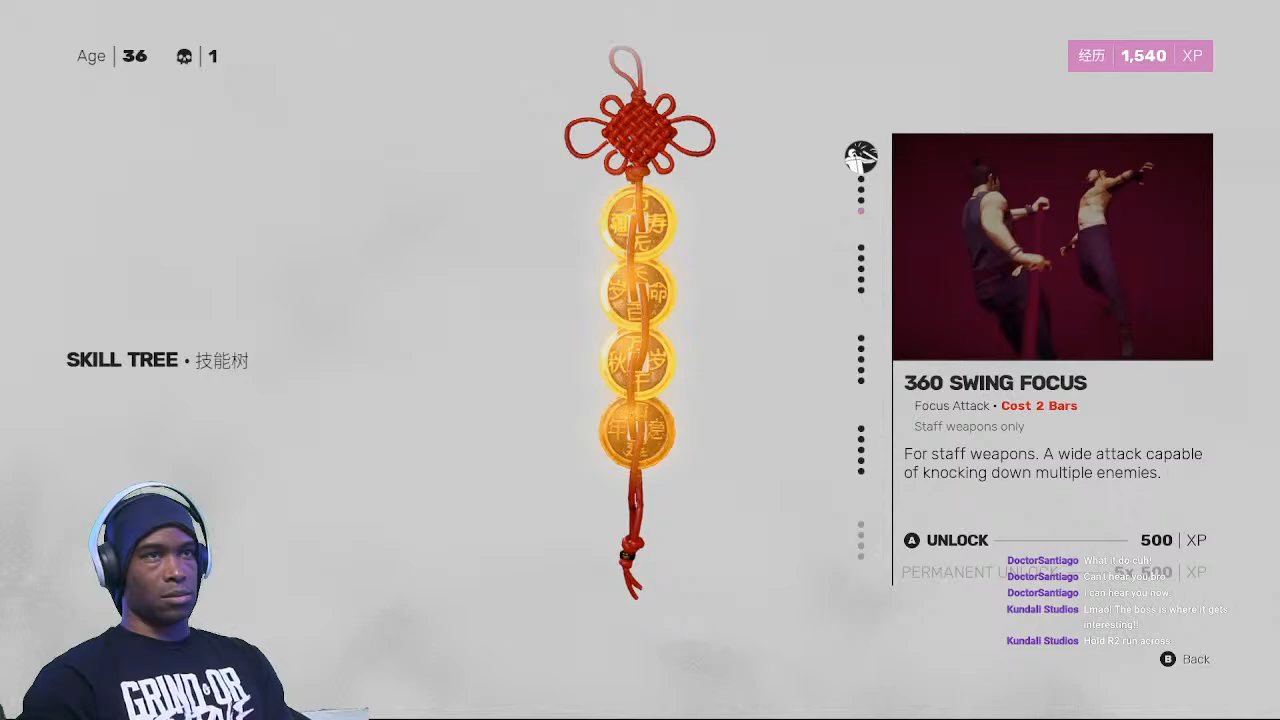 Age | 36
1
经历 | 1,540 | XP
SKILL TREE • 技能树
360 SWING FOCUS
Focus Attack • Cost 2 Bars
Staff weapons only
For staff weapons. A wide attack capable
of knocking down multiple enemies.
A UNLOCK 500 | XP
PERMANENT UNLOCK 5x 500 | XP
DoctorSantiago What it do cuh!
DoctorSantiago Can't hear you bro.
DoctorSantiago I can hear you now.
Kundali Studios Lmao! The boss is where it gets
interesting!!
Kundali Studios Hold R2 run across
B Back
GRIND OR